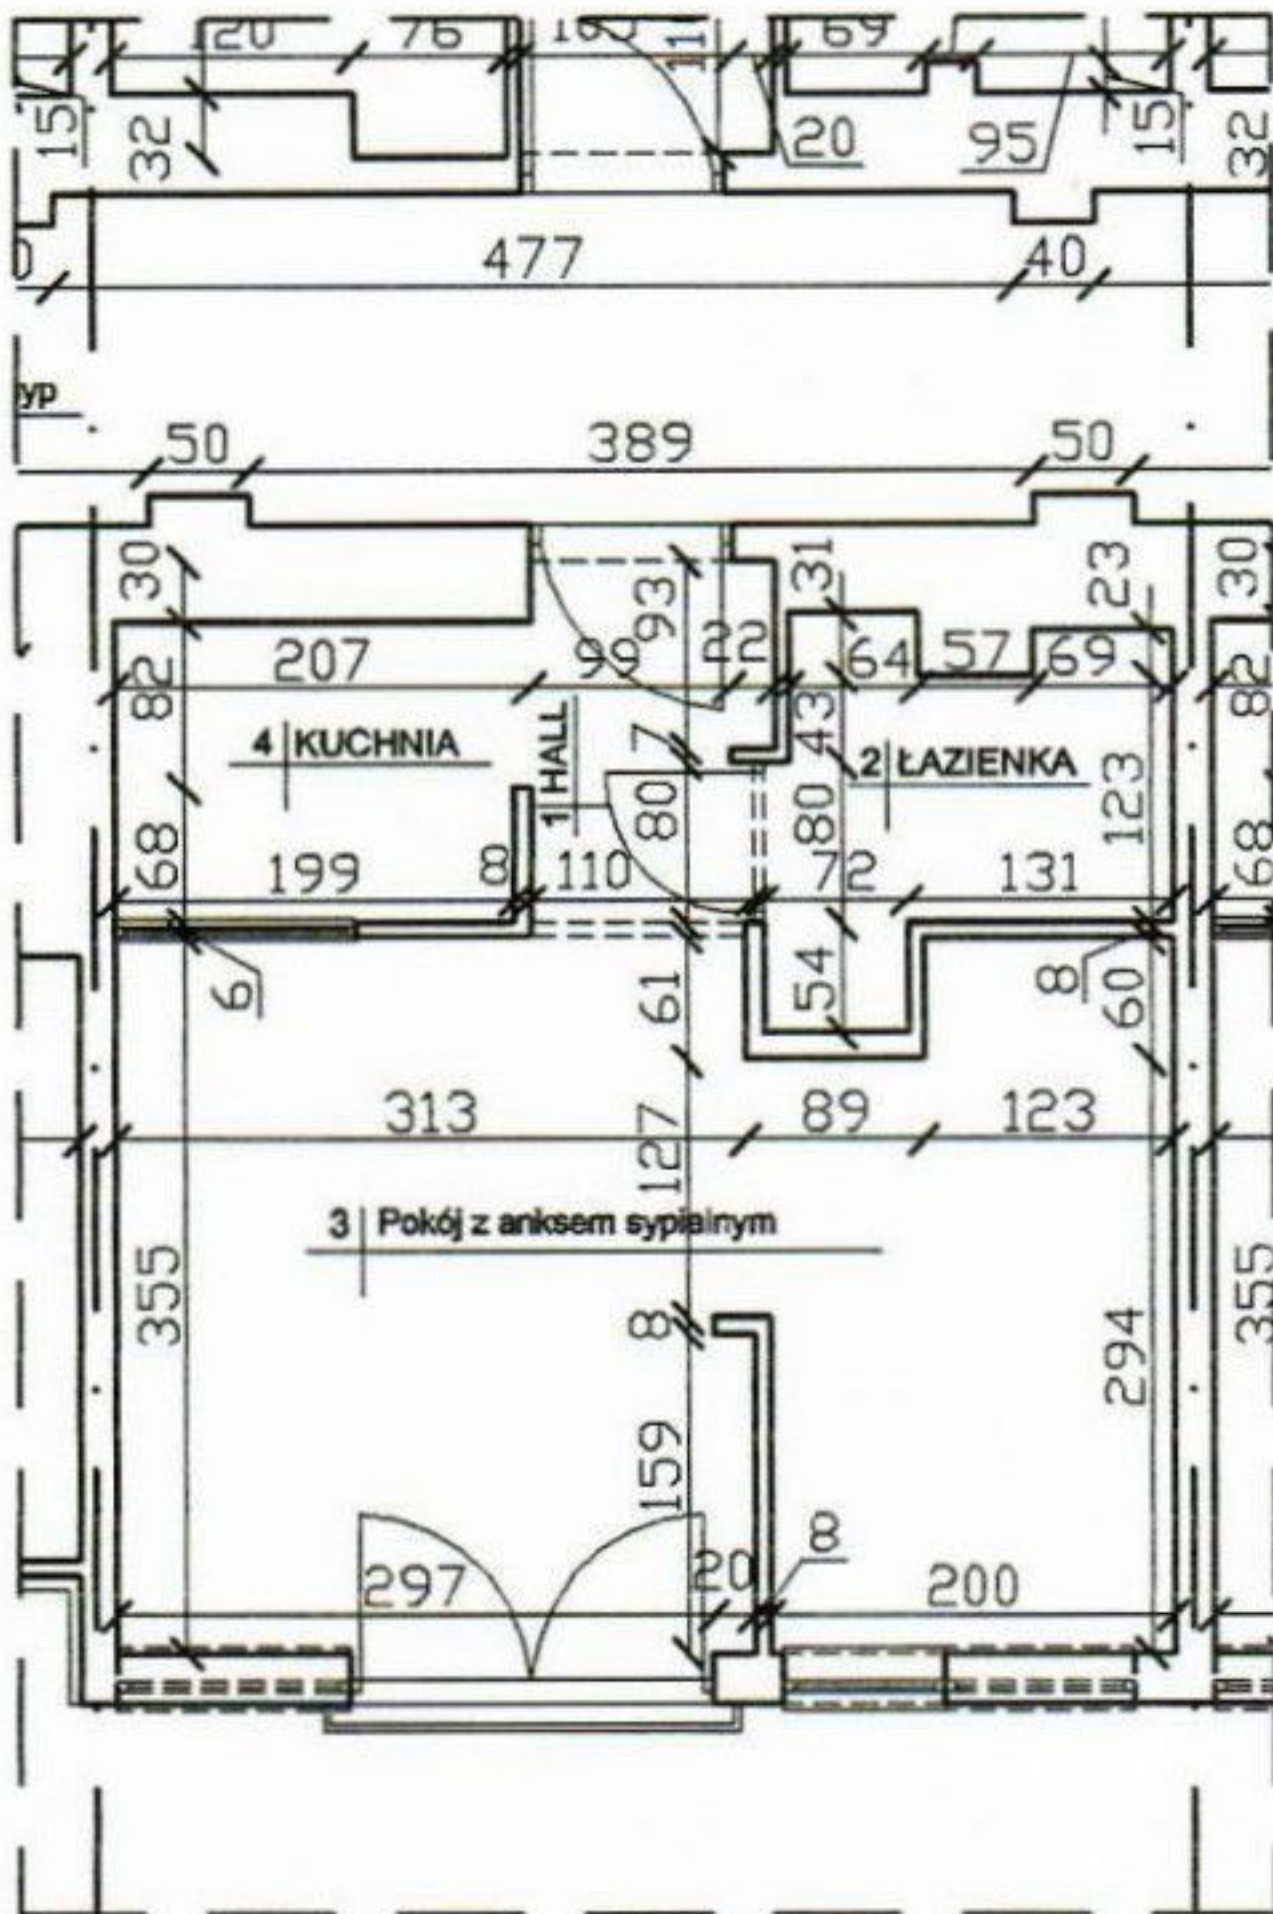 120 76 163 11 69
15 32 20 95 15 32
477 40
yp
50 389 50
30 93 31 23 30
207 99 22 64 57 69
82 7 43 82
4 KUCHNIA
1 HALL
2 ŁAZIENKA
80 80 123
68 199 8 110 72 131 68
6 61 54 8 60
313 89 123
127
3 Pokój z anksem sypialnym
355 8 294 355
159
8
297 20 200